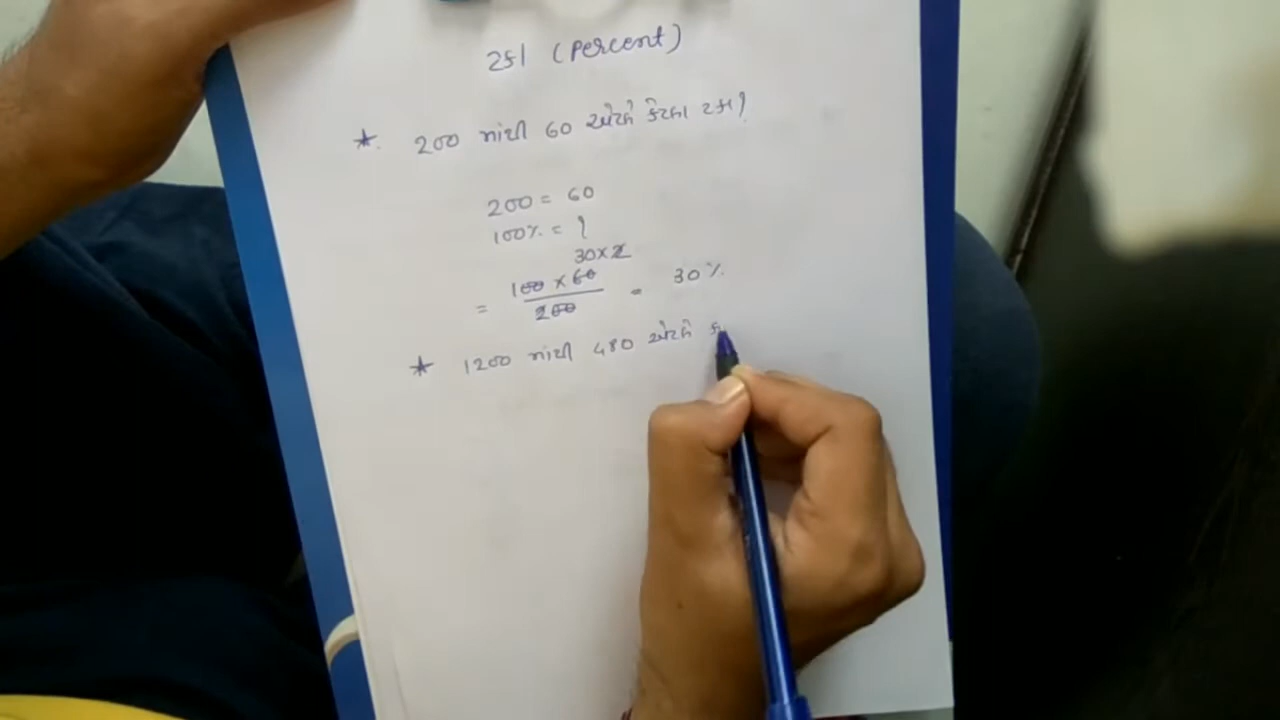 ટકા (Percent)
* 200 માંથી 60 એટલે કેટલા ટકા?
200 = 60
100% = ?
30×2
= 100 × 60 / 200 = 30%
* 1200 માંથી 480 એટલે ક